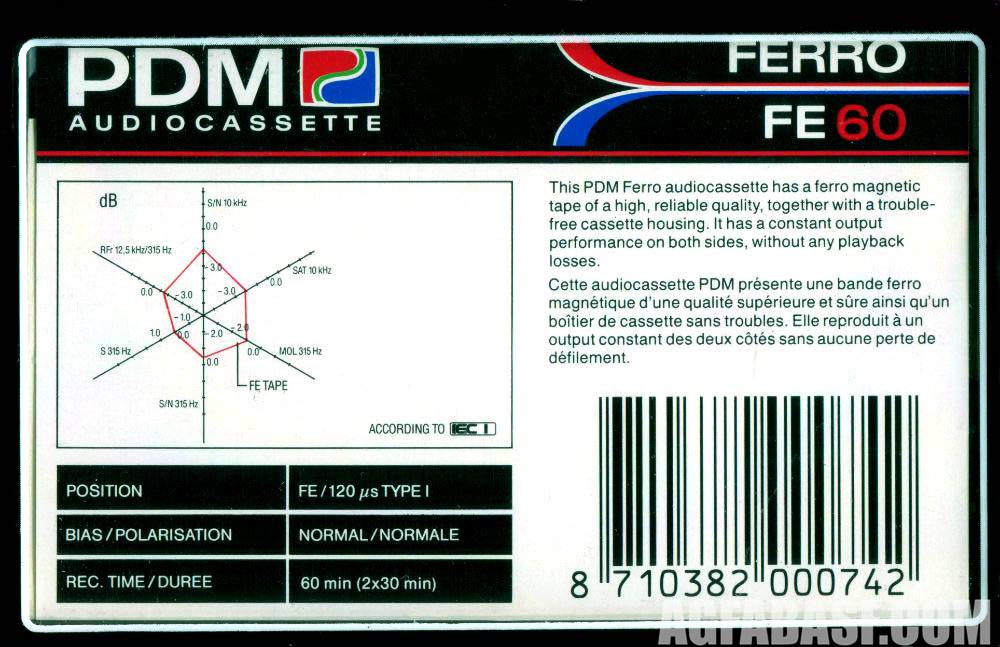 PDM
AUDIOCASSETTE
FERRO
FE 60
dB
S/N 10 kHz
0.0
RFr 12,5 kHz/315 Hz
-3.0
SAT 10 kHz
0.0
0.0
-3.0
-3.0
-1.0
1.0
0.0
-2.0
-2.0
S 315 Hz
0.0
0.0
MOL 315 Hz
FE TAPE
S/N 315 Hz
ACCORDING TO IEC I
This PDM Ferro audiocassette has a ferro magnetic
tape of a high, reliable quality, together with a trouble-
free cassette housing. It has a constant output
performance on both sides, without any playback
losses.
Cette audiocassette PDM présente une bande ferro
magnétique d'une qualité supérieure et sûre ainsi qu'un
boîtier de cassette sans troubles. Elle reproduit à un
output constant des deux côtés sans aucune perte de
défilement.
POSITION FE/120 µs TYPE I
BIAS/POLARISATION NORMAL/NORMALE
REC. TIME/DUREE 60 min (2x30 min)
8 710382 000742
AGFABASF.COM